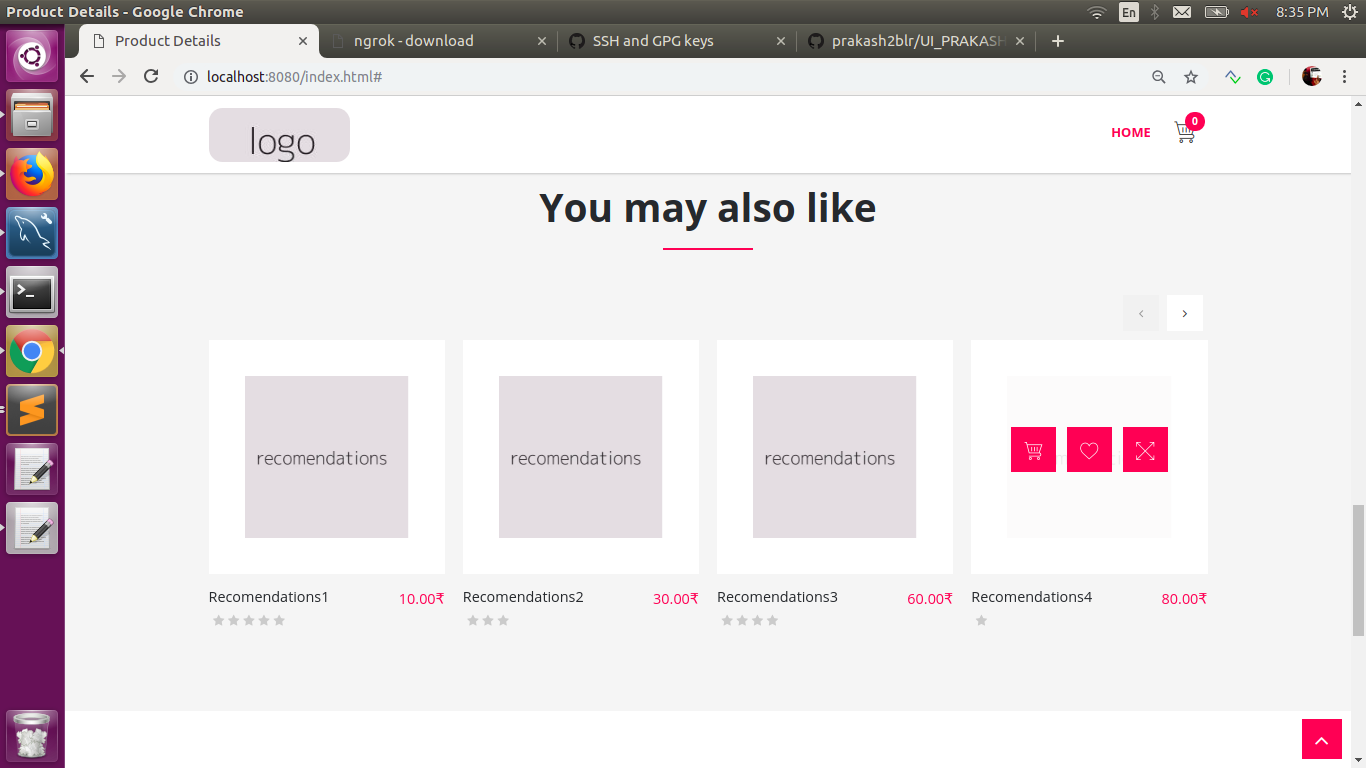 Product Details - Google Chrome
En
8:35 PM
Product Details
ngrok - download
SSH and GPG keys
prakash2blr/UI_PRAKASH
localhost:8080/index.html#
logo
HOME
0
You may also like
recomendations
recomendations
recomendations
Recomendations1
10.00₹
Recomendations2
30.00₹
Recomendations3
60.00₹
Recomendations4
80.00₹